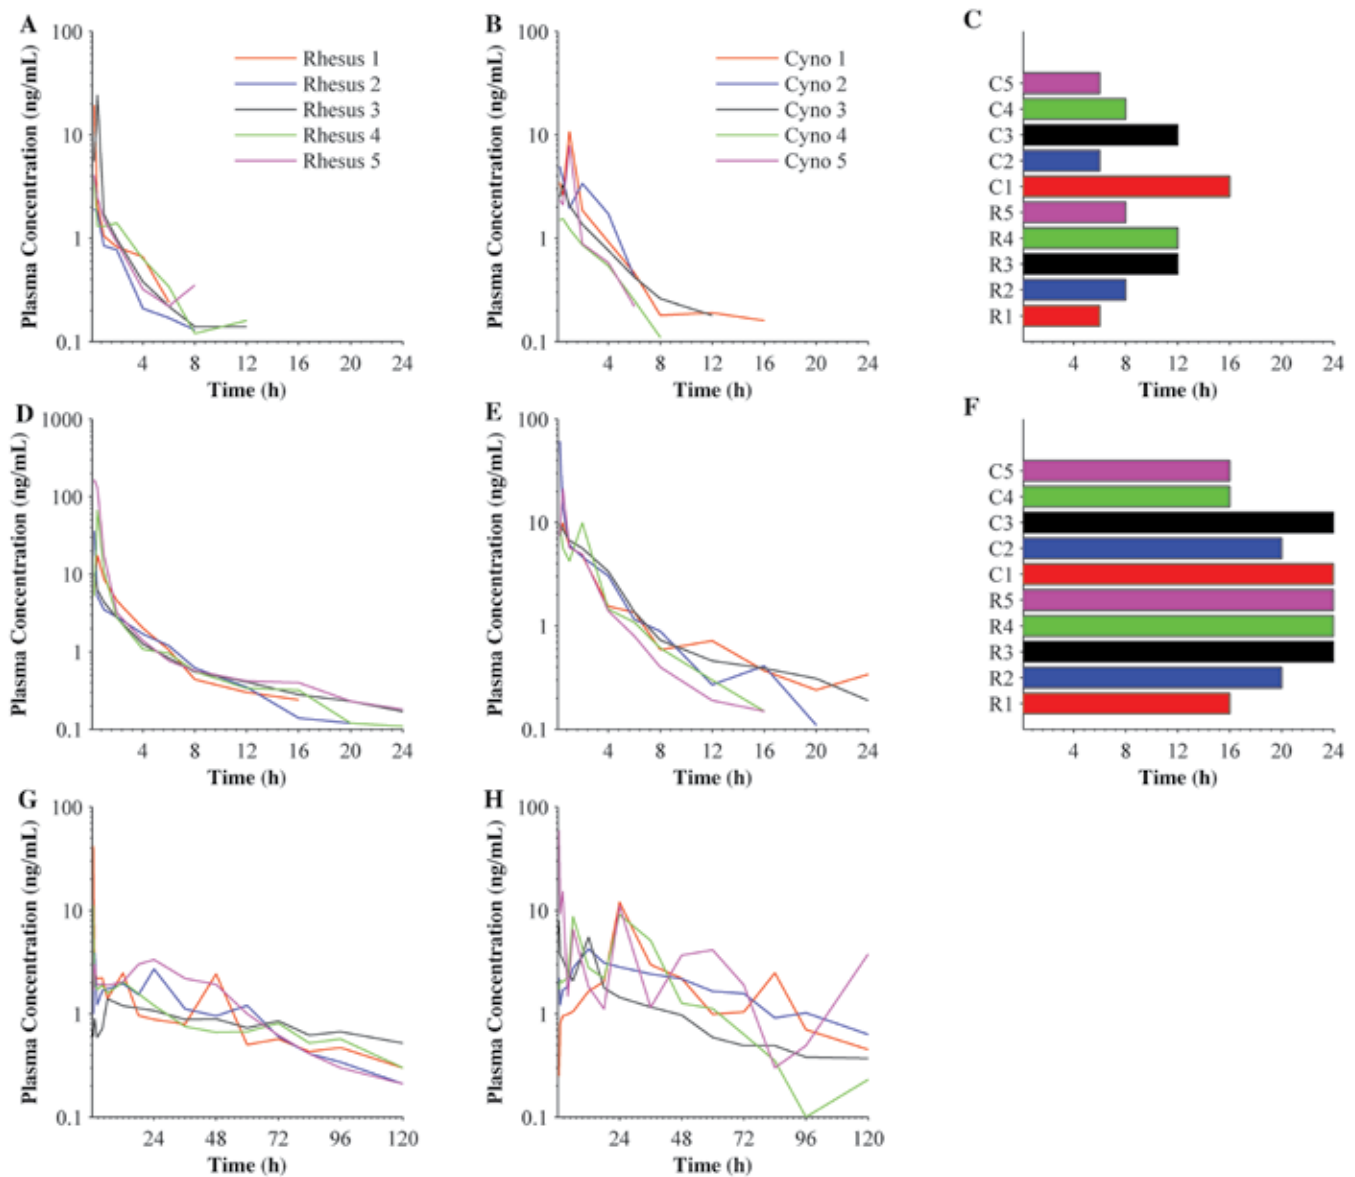 A
Plasma Concentration (ng/mL)
100
10
1
0.1
Rhesus 1
Rhesus 2
Rhesus 3
Rhesus 4
Rhesus 5
4 8 12 16 20 24
Time (h)
B
Plasma Concentration (ng/mL)
100
10
1
0.1
Cyno 1
Cyno 2
Cyno 3
Cyno 4
Cyno 5
4 8 12 16 20 24
Time (h)
C
C5
C4
C3
C2
C1
R5
R4
R3
R2
R1
4 8 12 16 20 24
Time (h)
D
Plasma Concentration (ng/mL)
1000
100
10
1
0.1
4 8 12 16 20 24
Time (h)
E
Plasma Concentration (ng/mL)
100
10
1
0.1
4 8 12 16 20 24
Time (h)
F
C5
C4
C3
C2
C1
R5
R4
R3
R2
R1
4 8 12 16 20 24
Time (h)
G
Plasma Concentration (ng/mL)
100
10
1
0.1
24 48 72 96 120
Time (h)
H
Plasma Concentration (ng/mL)
100
10
1
0.1
24 48 72 96 120
Time (h)